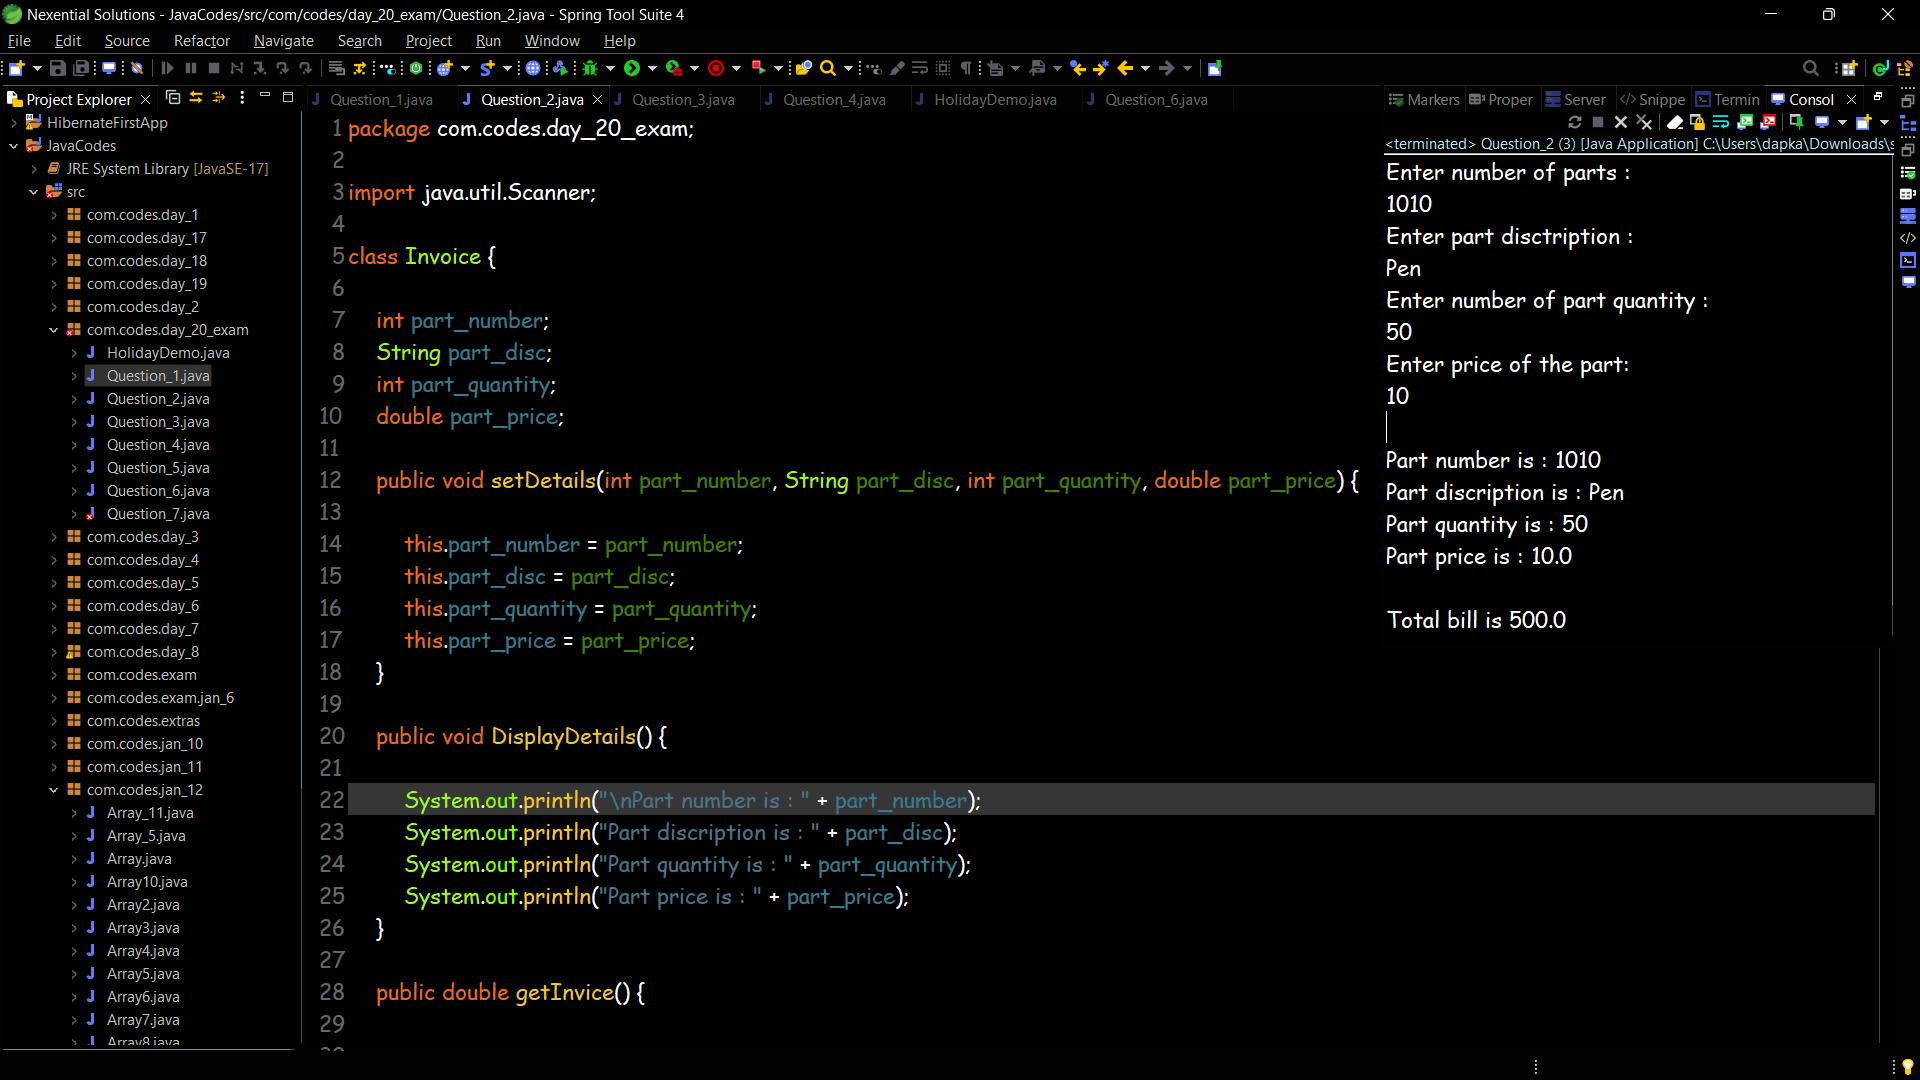 Nexential Solutions - JavaCodes/src/com/codes/day_20_exam/Question_2.java - Spring Tool Suite 4
File Edit Source Refactor Navigate Search Project Run Window Help
Project Explorer
HibernateFirstApp
JavaCodes
JRE System Library [JavaSE-17]
src
com.codes.day_1
com.codes.day_17
com.codes.day_18
com.codes.day_19
com.codes.day_2
com.codes.day_20_exam
HolidayDemo.java
Question_1.java
Question_2.java
Question_3.java
Question_4.java
Question_5.java
Question_6.java
Question_7.java
com.codes.day_3
com.codes.day_4
com.codes.day_5
com.codes.day_6
com.codes.day_7
com.codes.day_8
com.codes.exam
com.codes.exam.jan_6
com.codes.extras
com.codes.jan_10
com.codes.jan_11
com.codes.jan_12
Array_11.java
Array_5.java
Array.java
Array10.java
Array2.java
Array3.java
Array4.java
Array5.java
Array6.java
Array7.java
Array8.java
Question_1.java Question_2.java Question_3.java Question_4.java HolidayDemo.java Question_6.java
1 package com.codes.day_20_exam;
2
3 import java.util.Scanner;
4
5 class Invoice {
6
7 int part_number;
8 String part_disc;
9 int part_quantity;
10 double part_price;
11
12 public void setDetails(int part_number, String part_disc, int part_quantity, double part_price) {
13
14 this.part_number = part_number;
15 this.part_disc = part_disc;
16 this.part_quantity = part_quantity;
17 this.part_price = part_price;
18 }
19
20 public void DisplayDetails() {
21
22 System.out.println("\nPart number is : " + part_number);
23 System.out.println("Part discription is : " + part_disc);
24 System.out.println("Part quantity is : " + part_quantity);
25 System.out.println("Part price is : " + part_price);
26 }
27
28 public double getInvice() {
29
Markers Proper Server Snippe Termin Consol
<terminated> Question_2 (3) [Java Application] C:\Users\dapka\Downloads\s
Enter number of parts :
1010
Enter part disctription :
Pen
Enter number of part quantity :
50
Enter price of the part:
10
Part number is : 1010
Part discription is : Pen
Part quantity is : 50
Part price is : 10.0
Total bill is 500.0